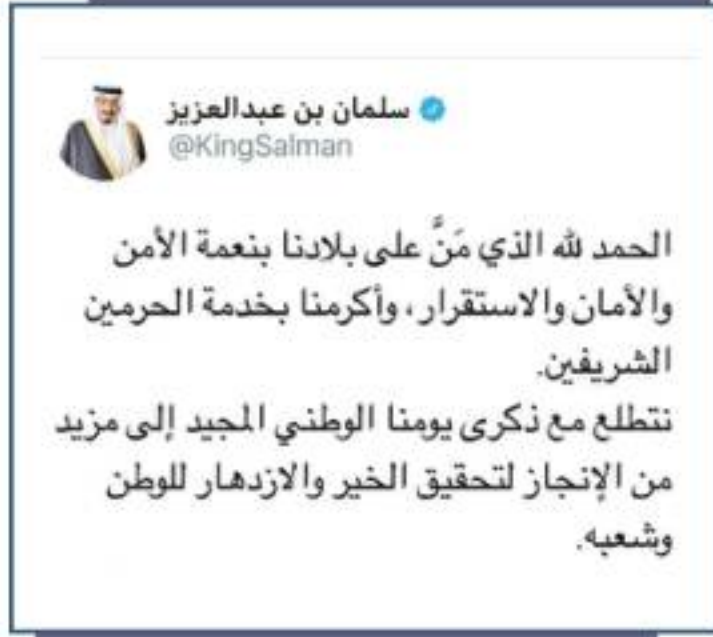 سلمان بن عبدالعزيز
@KingSalman
الحمد لله الذي مَنَّ على بلادنا بنعمة الأمن
والأمان والاستقرار، وأكرمنا بخدمة الحرمين
الشريفين.
نتطلع مع ذكرى يومنا الوطني المجيد إلى مزيد
من الإنجاز لتحقيق الخير والازدهار للوطن
وشعبه.